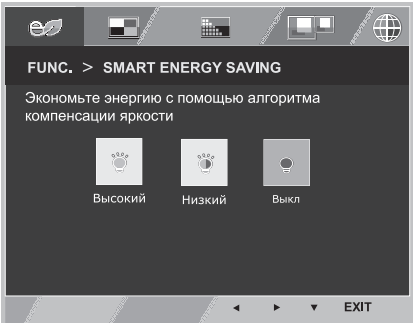 e
FUNC. > SMART ENERGY SAVING
Экономьте энергию с помощью алгоритма
компенсации яркости
Высокий Низкий Выкл
EXIT